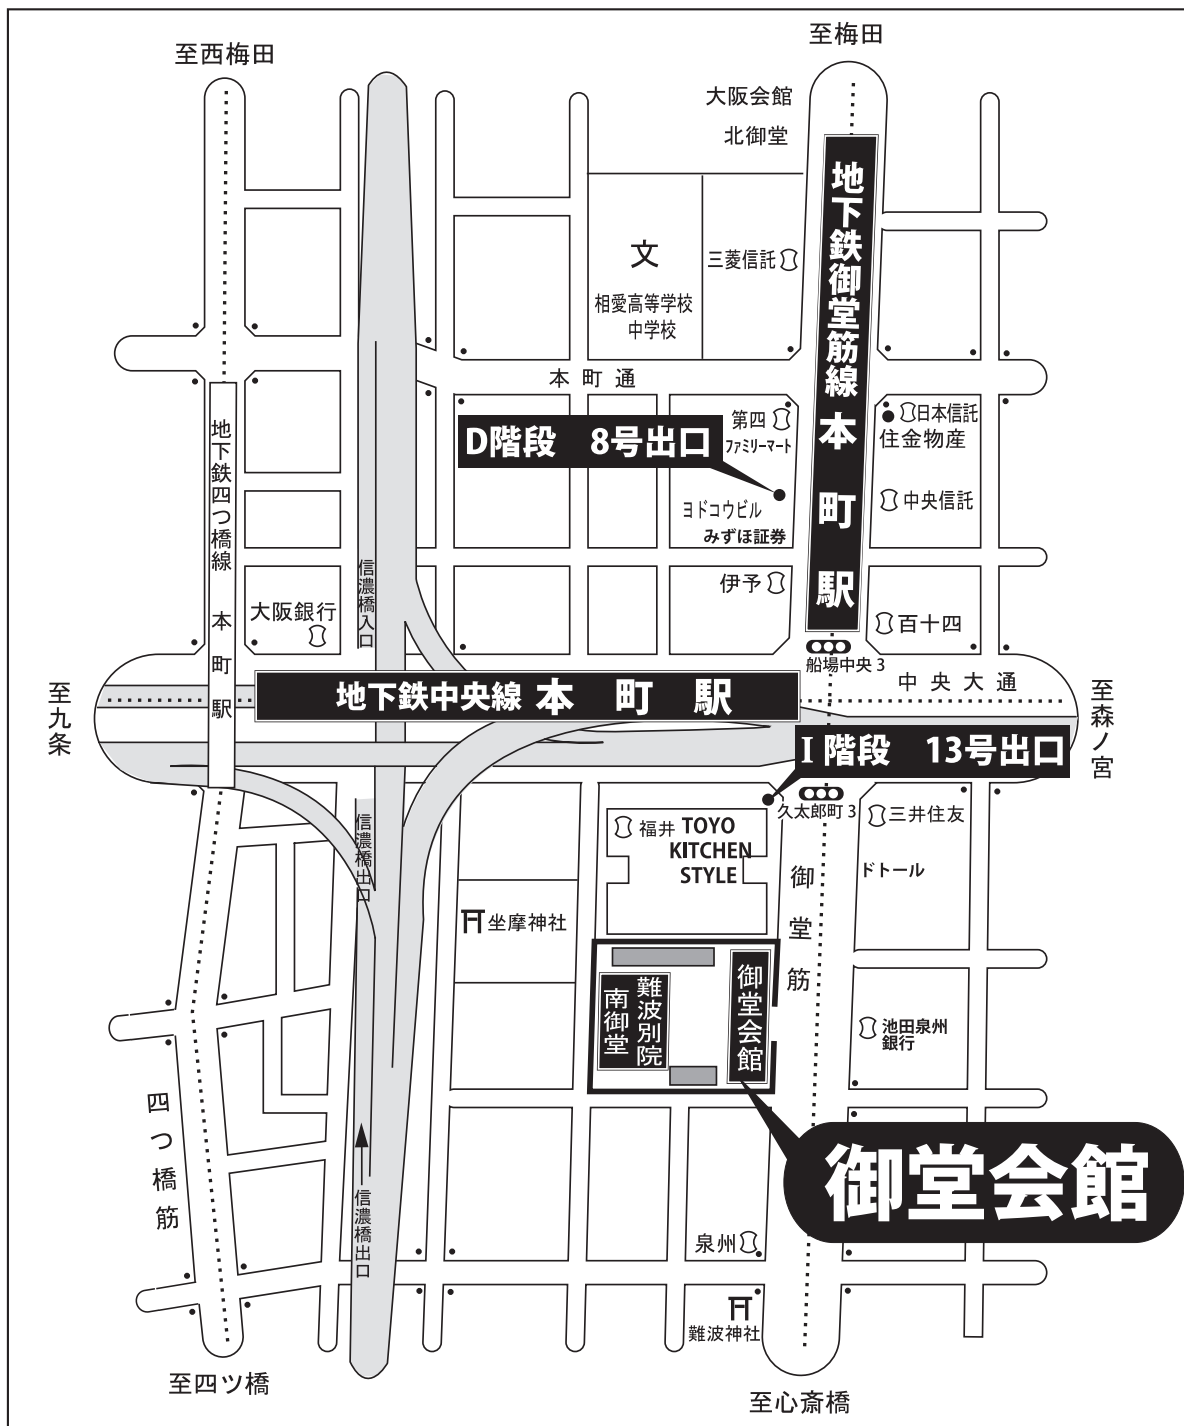 至西梅田
至梅田
大阪会館
北御堂
地下鉄御堂筋線 本町駅
文
三菱信託
相愛高等学校
中学校
本町通
第四
ファミリーマート
日本信託
住金物産
D階段 8号出口
地下鉄四つ橋線 本町駅
中央信託
ヨドコウビル
みずほ証券
信濃橋入口
伊予
大阪銀行
百十四
船場中央3
地下鉄中央線 本町駅
中央大通
至九条
至森ノ宮
I階段 13号出口
久太郎町3
三井住友
信濃橋出口
福井
TOYO
KITCHEN
STYLE
ドトール
御堂筋
坐摩神社
難波別院
南御堂
御堂会館
池田泉州
銀行
四つ橋筋
御堂会館
信濃橋出口
泉州
難波神社
至四ツ橋
至心斎橋